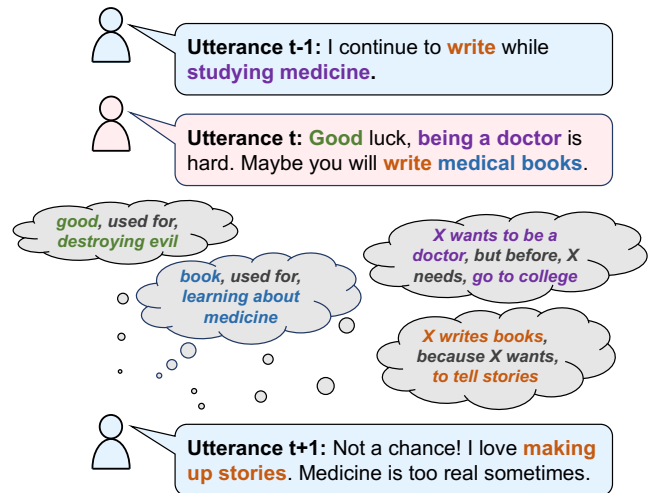 Utterance t-1: I continue to write while
studying medicine.
Utterance t: Good luck, being a doctor is
hard. Maybe you will write medical books.
good, used for,
destroying evil
X wants to be a
doctor, but before, X
needs, go to college
book, used for,
learning about
medicine
X writes books,
because X wants,
to tell stories
Utterance t+1: Not a chance! I love making
up stories. Medicine is too real sometimes.